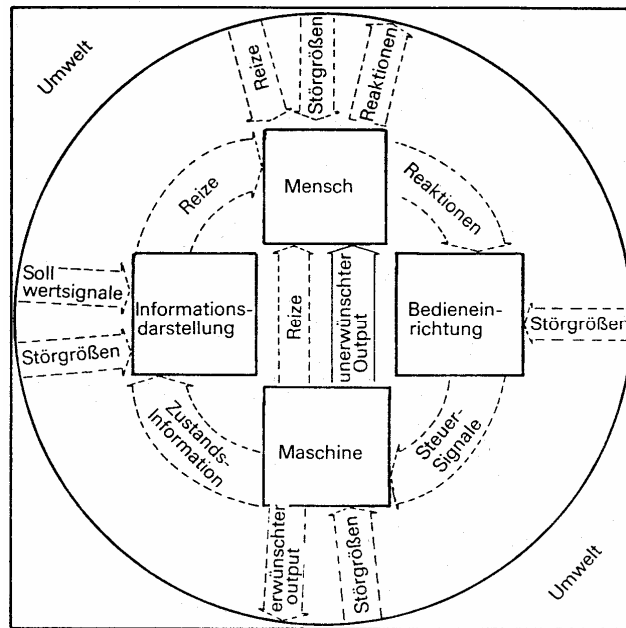 Umwelt
Reize
Störgrößen
Reaktionen
Mensch
Reize
Reaktionen
Soll
wertsignale
Störgrößen
Informations-
darstellung
Reize
unerwünschter
Output
Bedienein-
richtung
Störgrößen
Zustands-
Information
Maschine
Steuer-
Signale
erwünschter
output
Störgrößen
Umwelt